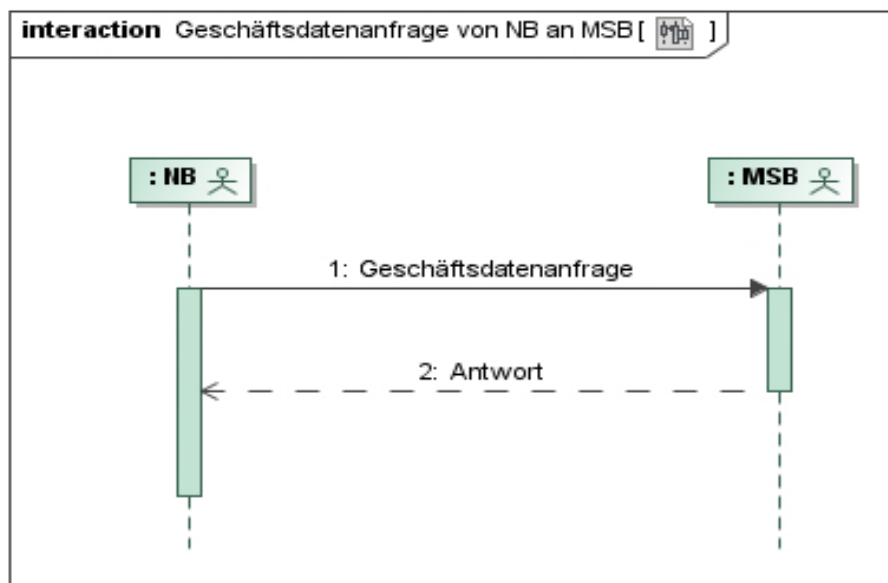 interaction Geschäftsdatenanfrage von NB an MSB [ ]
: NB
: MSB
1: Geschäftsdatenanfrage
2: Antwort